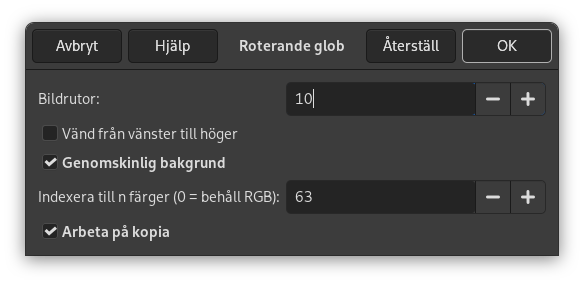 Avbryt Hjälp Roterande glob Återställ OK
Bildrutor: 10
Vänd från vänster till höger
Genomskinlig bakgrund
Indexera till n färger (0 = behåll RGB): 63
Arbeta på kopia